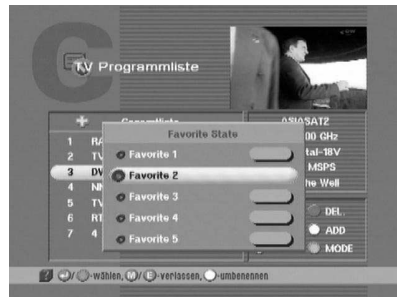 TV Programmliste
Gesamtliste
ASIASAT2
Favorite State
00 GHz
1 RA
Favorite 1
tal-18V
2 TV
MSPS
3 DV
Favorite 2
he Well
4 NN
Favorite 3
5 TV
DEL.
6 RT
Favorite 4
ADD
7 4
Favorite 5
MODE
-wählen, M/E-verlassen, -umbenennen